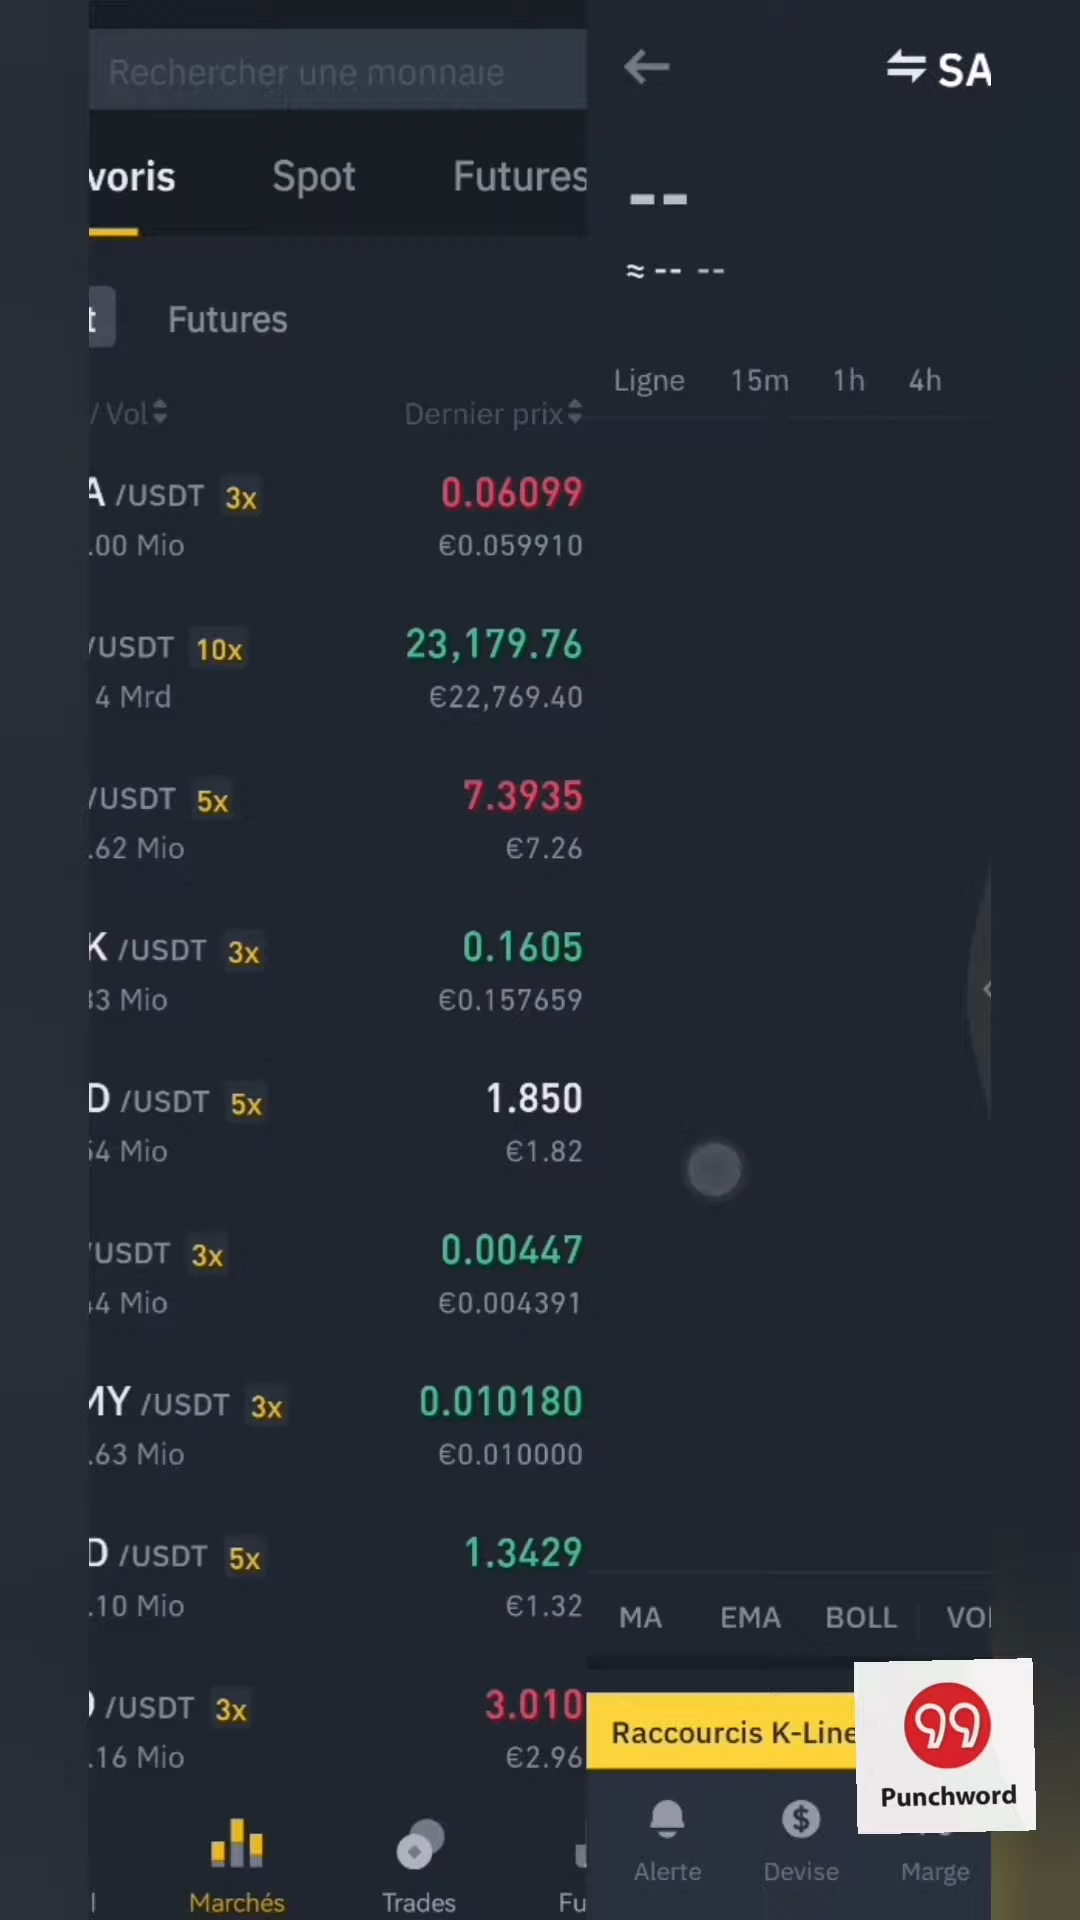 Rechercher une monnaie
voris Spot Futures
t Futures
/ Vol Dernier prix
A /USDT 3x 0.06099
.00 Mio €0.059910
/USDT 10x 23,179.76
4 Mrd €22,769.40
/USDT 5x 7.3935
.62 Mio €7.26
K /USDT 3x 0.1605
33 Mio €0.157659
D /USDT 5x 1.850
54 Mio €1.82
/USDT 3x 0.00447
44 Mio €0.004391
MY /USDT 3x 0.010180
.63 Mio €0.010000
D /USDT 5x 1.3429
.10 Mio €1.32
/USDT 3x 3.010
.16 Mio €2.96
Marchés Trades Fu
SA
--
≈ -- --
Ligne 15m 1h 4h
MA EMA BOLL VOL
Raccourcis K-Line
Alerte Devise Marge
Punchword